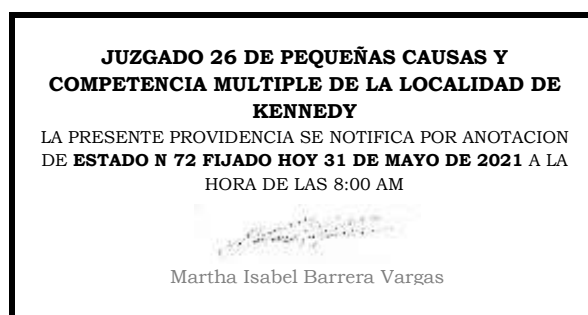 JUZGADO 26 DE PEQUEÑAS CAUSAS Y
COMPETENCIA MULTIPLE DE LA LOCALIDAD DE
KENNEDY
LA PRESENTE PROVIDENCIA SE NOTIFICA POR ANOTACION
DE ESTADO N 72 FIJADO HOY 31 DE MAYO DE 2021 A LA
HORA DE LAS 8:00 AM
Martha Isabel Barrera Vargas